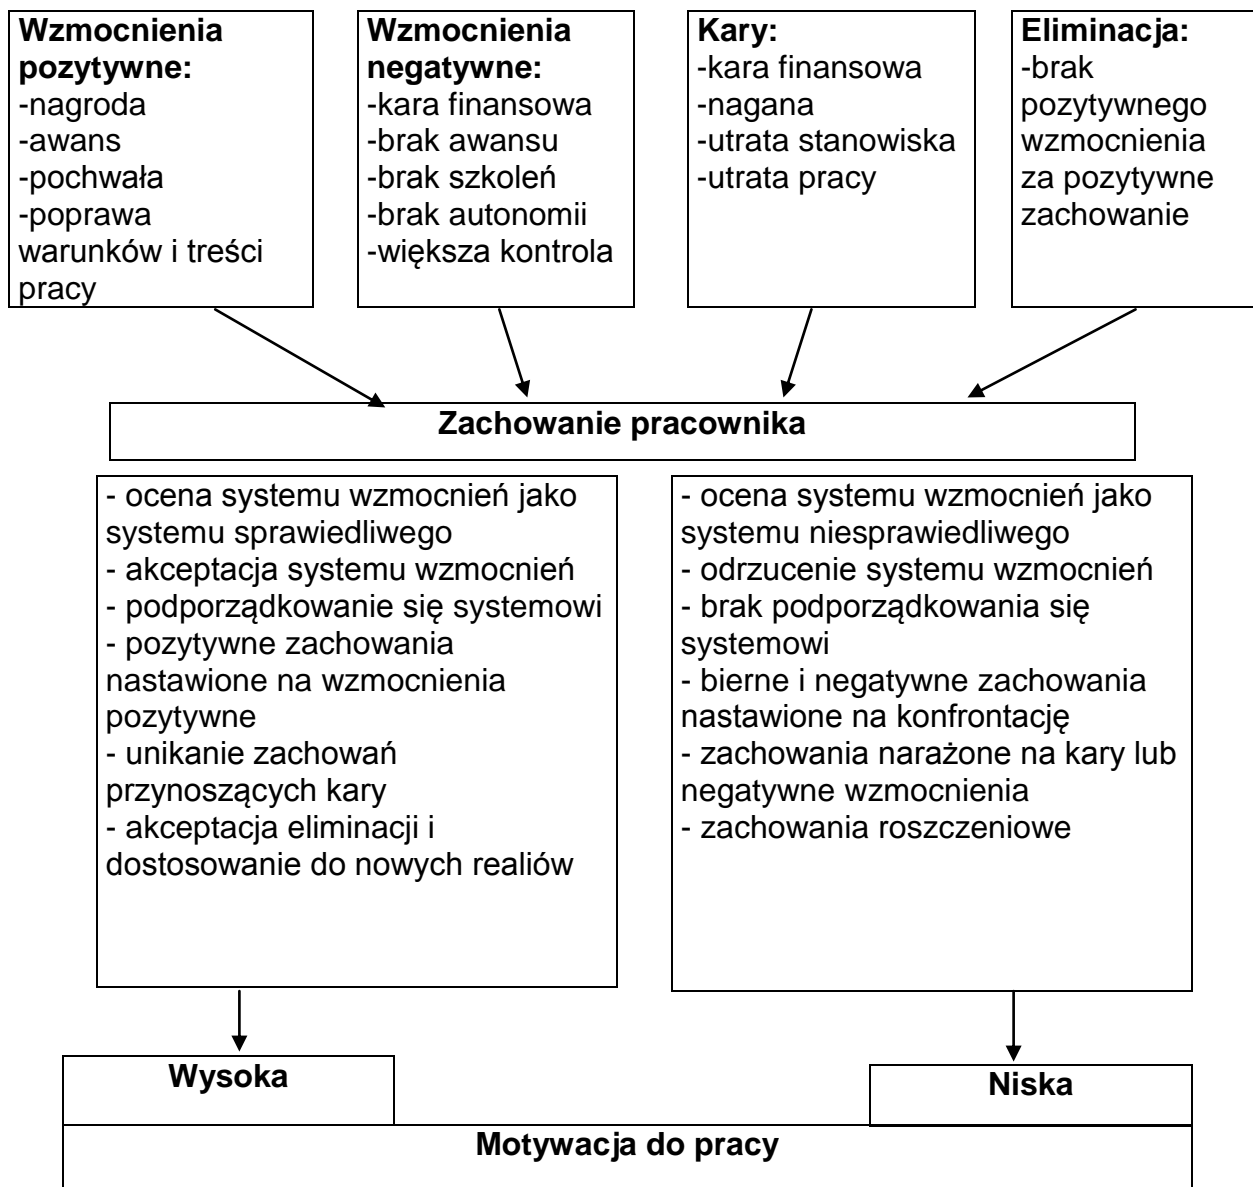 Wzmocnienia
pozytywne:
-nagroda
-awans
-pochwała
-poprawa
warunków i treści
pracy
Wzmocnienia
negatywne:
-kara finansowa
-brak awansu
-brak szkoleń
-brak autonomii
-większa kontrola
Kary:
-kara finansowa
-nagana
-utrata stanowiska
-utrata pracy
Eliminacja:
-brak
pozytywnego
wzmocnienia
za pozytywne
zachowanie
Zachowanie pracownika
- ocena systemu wzmocnień jako
systemu sprawiedliwego
- akceptacja systemu wzmocnień
- podporządkowanie się systemowi
- pozytywne zachowania
nastawione na wzmocnienia
pozytywne
- unikanie zachowań
przynoszących kary
- akceptacja eliminacji i
dostosowanie do nowych realiów
- ocena systemu wzmocnień jako
systemu niesprawiedliwego
- odrzucenie systemu wzmocnień
- brak podporządkowania się
systemowi
- bierne i negatywne zachowania
nastawione na konfrontację
- zachowania narażone na kary lub
negatywne wzmocnienia
- zachowania roszczeniowe
Wysoka
Niska
Motywacja do pracy